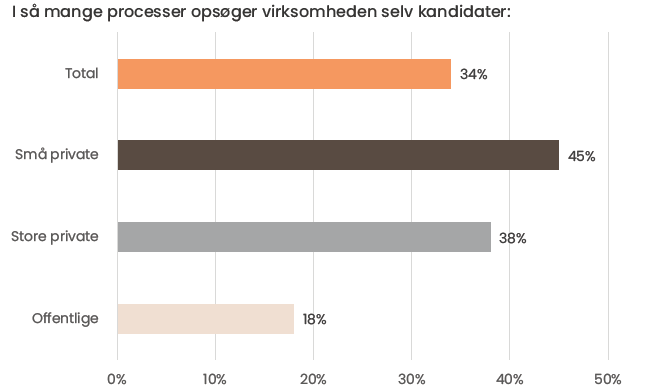 I så mange processer opsøger virksomheden selv kandidater:
Total
34%
Små private
45%
Store private
38%
Offentlige
18%
0%
10%
20%
30%
40%
50%